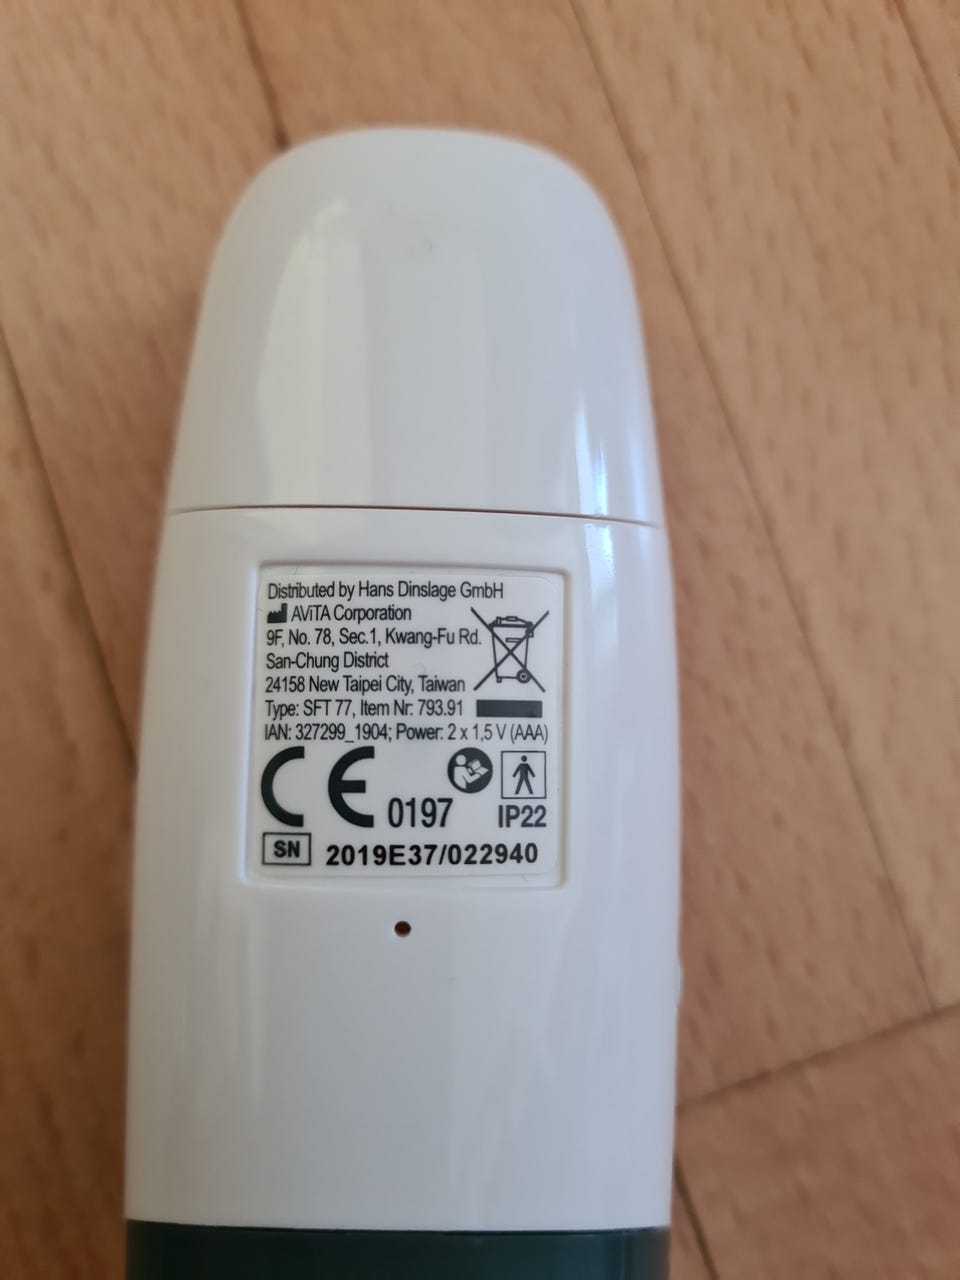 Distributed by Hans Dinslage GmbH
AViTA Corporation
9F, No. 78, Sec.1, Kwang-Fu Rd.
San-Chung District
24158 New Taipei City, Taiwan
Type: SFT 77, Item Nr: 793.91
IAN: 327299_1904; Power: 2 x 1,5 V (AAA)
CE 0197 IP22
SN 2019E37/022940